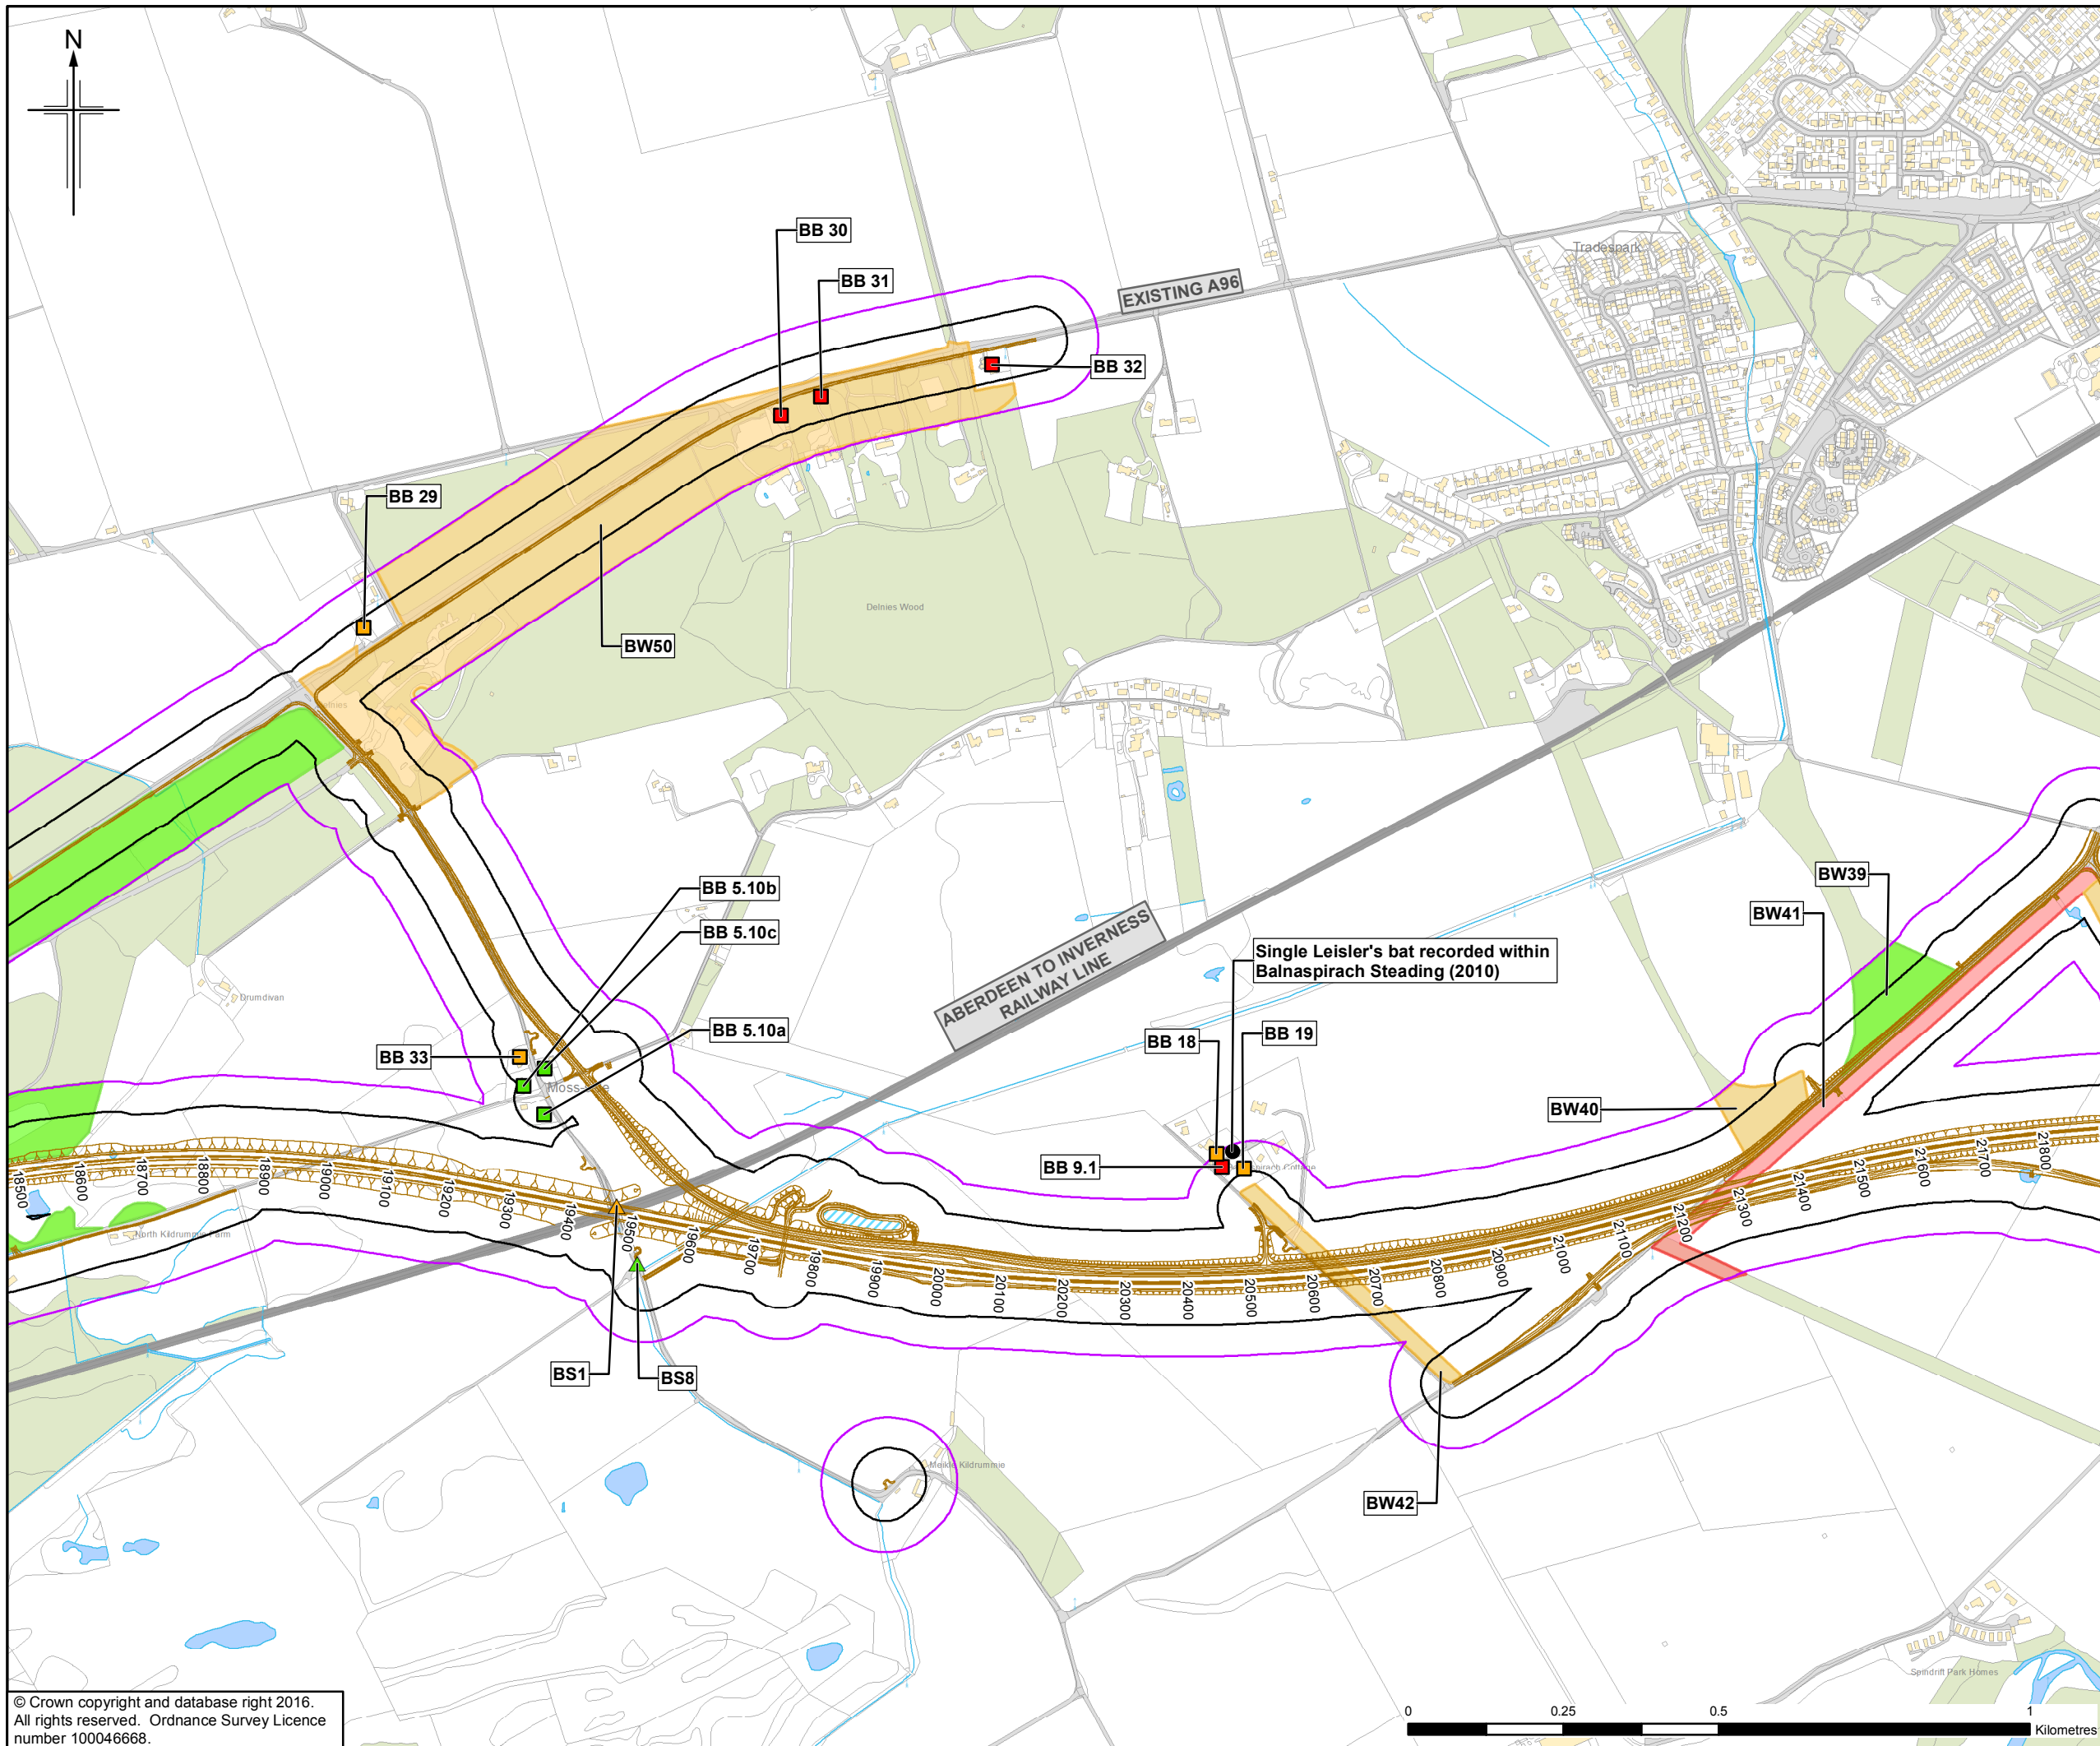 N
BB 30
BB 31
EXISTING A96
Tradespark
BB 32
BB 29
Delnies Wood
BW50
BB 5.10b
BB 5.10c
BB 5.10a
BB 33
Drumdivan
ABERDEEN TO INVERNESS
RAILWAY LINE
Single Leisler's bat recorded within
Balnaspirach Steading (2010)
BW39
BW41
BB 18
BB 19
BB 9.1
BW40
18500
18600
18700
18800
18900
19000
19100
19200
19300
19400
19500
19600
19700
19800
19900
20000
20100
20200
20300
20400
20500
20600
20700
20800
20900
21000
21100
21200
21300
21400
21500
21600
21700
21800
BS1
BS8
Meikle Kildrummie
BW42
Spindrift Park Homes
© Crown copyright and database right 2016.
All rights reserved. Ordnance Survey Licence
number 100046668.
0 0.25 0.5 1
Kilometres